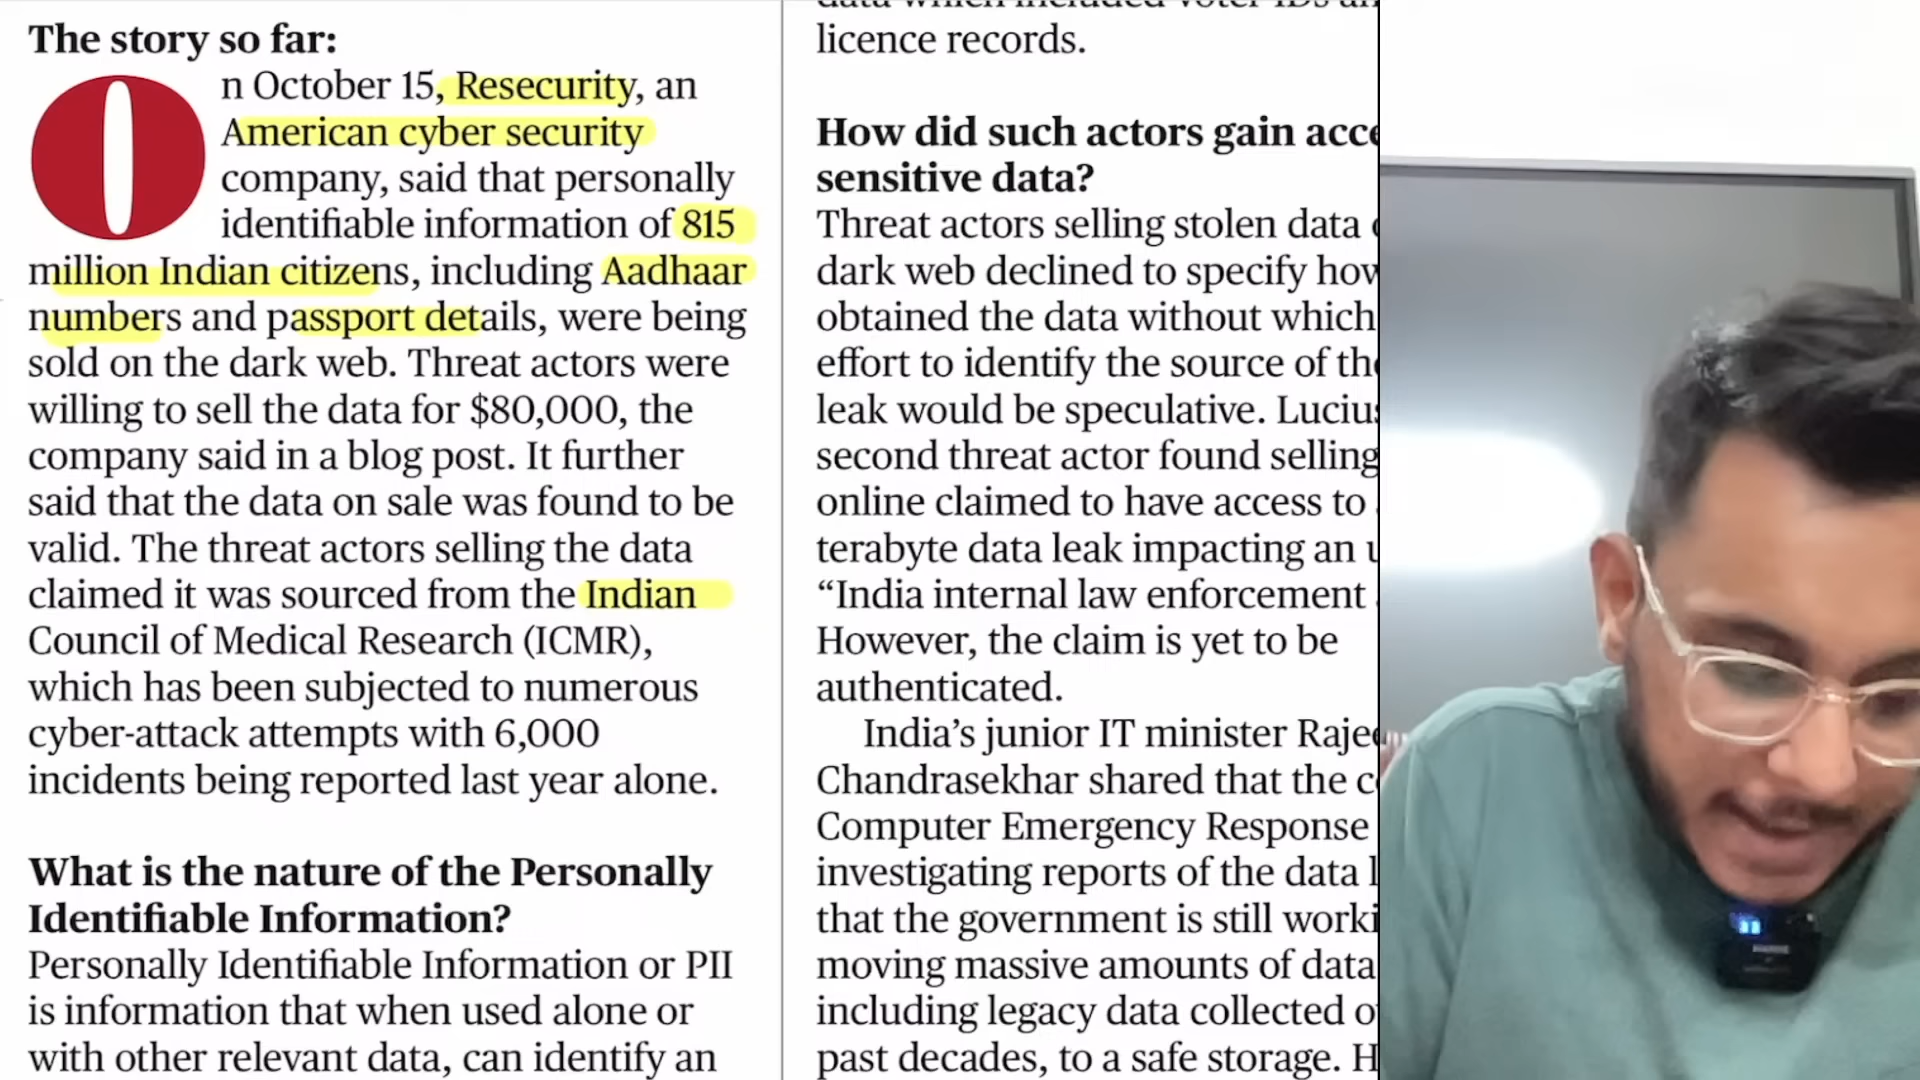 The story so far:
On October 15, Resecurity, an
American cyber security
company, said that personally
identifiable information of 815
million Indian citizens, including Aadhaar
numbers and passport details, were being
sold on the dark web. Threat actors were
willing to sell the data for $80,000, the
company said in a blog post. It further
said that the data on sale was found to be
valid. The threat actors selling the data
claimed it was sourced from the Indian
Council of Medical Research (ICMR),
which has been subjected to numerous
cyber-attack attempts with 6,000
incidents being reported last year alone.
What is the nature of the Personally
Identifiable Information?
Personally Identifiable Information or PII
is information that when used alone or
with other relevant data, can identify an
data which included voter IDs
licence records.
How did such actors gain
sensitive data?
Threat actors selling stolen data
dark web declined to specify how
obtained the data without which
effort to identify the source of
leak would be speculative.
second threat actor found selling
online claimed to have access to
terabyte data leak impacting an
“India internal law enforcement
However, the claim is yet to be
authenticated.
India’s junior IT minister
Chandrasekhar shared that the
Computer Emergency Response
investigating reports of the data
that the government is still
moving massive amounts of data
including legacy data collected
past decades, to a safe storage.